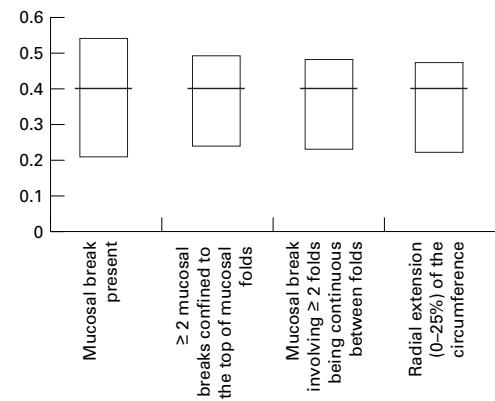 0.6
0.5
0.4
0.3
0.2
0.1
0
Mucosal break
present
≥ 2 mucosal
breaks confined to
the top of mucosal
folds
Mucosal break
involving ≥ 2 folds
being continuous
between folds
Radial extension
(0–25%) of the
circumference